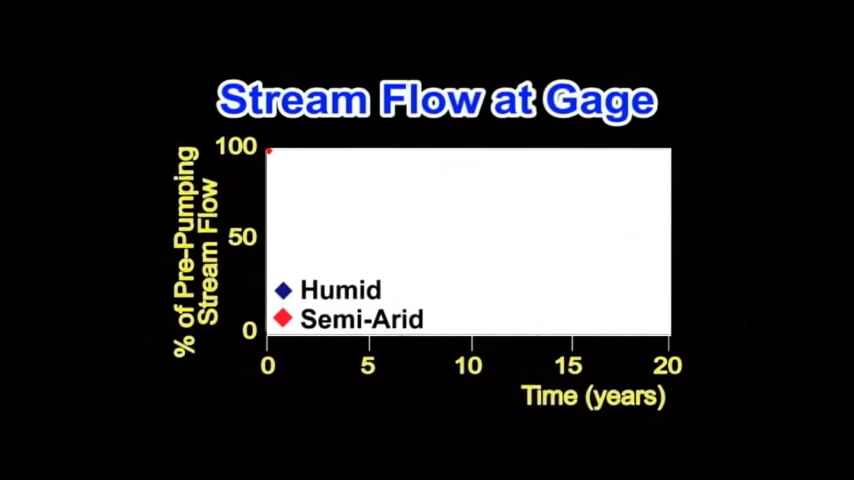 Stream Flow at Gage
% of Pre-Pumping
Stream Flow
100
50
0
Humid
Semi-Arid
0 5 10 15 20
Time (years)